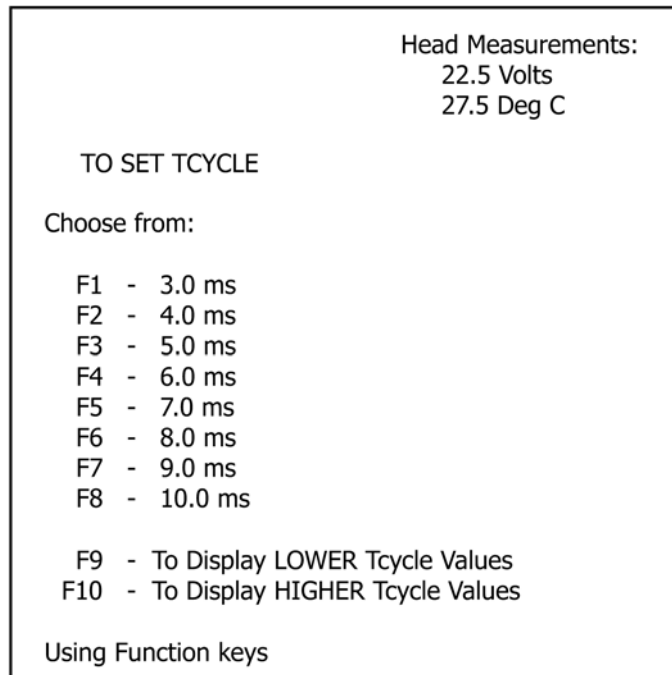 Head Measurements:
22.5 Volts
27.5 Deg C
TO SET TCYCLE
Choose from:
F1 - 3.0 ms
F2 - 4.0 ms
F3 - 5.0 ms
F4 - 6.0 ms
F5 - 7.0 ms
F6 - 8.0 ms
F7 - 9.0 ms
F8 - 10.0 ms
F9 - To Display LOWER Tcycle Values
F10 - To Display HIGHER Tcycle Values
Using Function keys